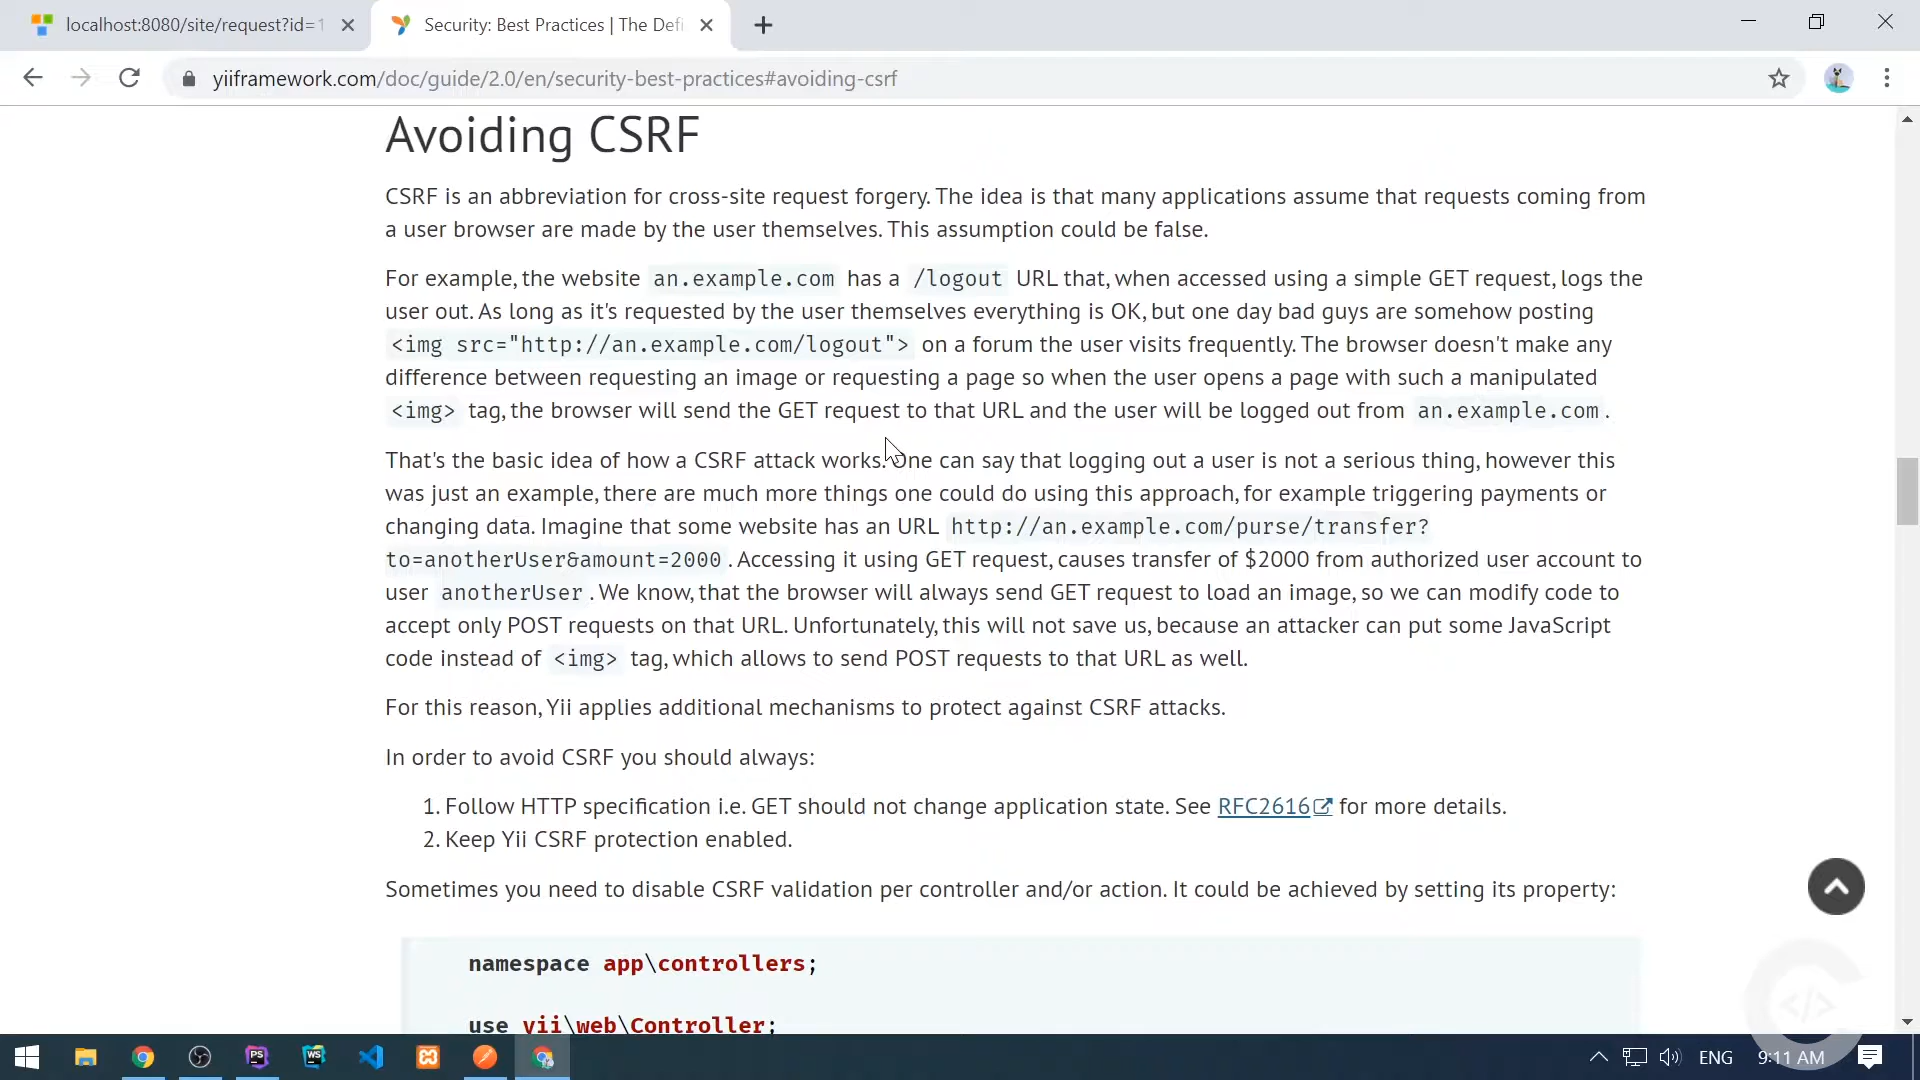 localhost:8080/site/request?id=1
Security: Best Practices | The Defi
yiiframework.com/doc/guide/2.0/en/security-best-practices#avoiding-csrf
Avoiding CSRF
CSRF is an abbreviation for cross-site request forgery. The idea is that many applications assume that requests coming from
a user browser are made by the user themselves. This assumption could be false.
For example, the website an.example.com has a /logout URL that, when accessed using a simple GET request, logs the
user out. As long as it's requested by the user themselves everything is OK, but one day bad guys are somehow posting
<img src="http://an.example.com/logout"> on a forum the user visits frequently. The browser doesn't make any
difference between requesting an image or requesting a page so when the user opens a page with such a manipulated
<img> tag, the browser will send the GET request to that URL and the user will be logged out from an.example.com.
That's the basic idea of how a CSRF attack works. One can say that logging out a user is not a serious thing, however this
was just an example, there are much more things one could do using this approach, for example triggering payments or
changing data. Imagine that some website has an URL http://an.example.com/purse/transfer?
to=anotherUser&amount=2000. Accessing it using GET request, causes transfer of $2000 from authorized user account to
user anotherUser. We know, that the browser will always send GET request to load an image, so we can modify code to
accept only POST requests on that URL. Unfortunately, this will not save us, because an attacker can put some JavaScript
code instead of <img> tag, which allows to send POST requests to that URL as well.
For this reason, Yii applies additional mechanisms to protect against CSRF attacks.
In order to avoid CSRF you should always:
1. Follow HTTP specification i.e. GET should not change application state. See RFC2616 for more details.
2. Keep Yii CSRF protection enabled.
Sometimes you need to disable CSRF validation per controller and/or action. It could be achieved by setting its property:
namespace app\controllers;
use yii\web\Controller;
</>
PS
WS
ENG
9:11 AM